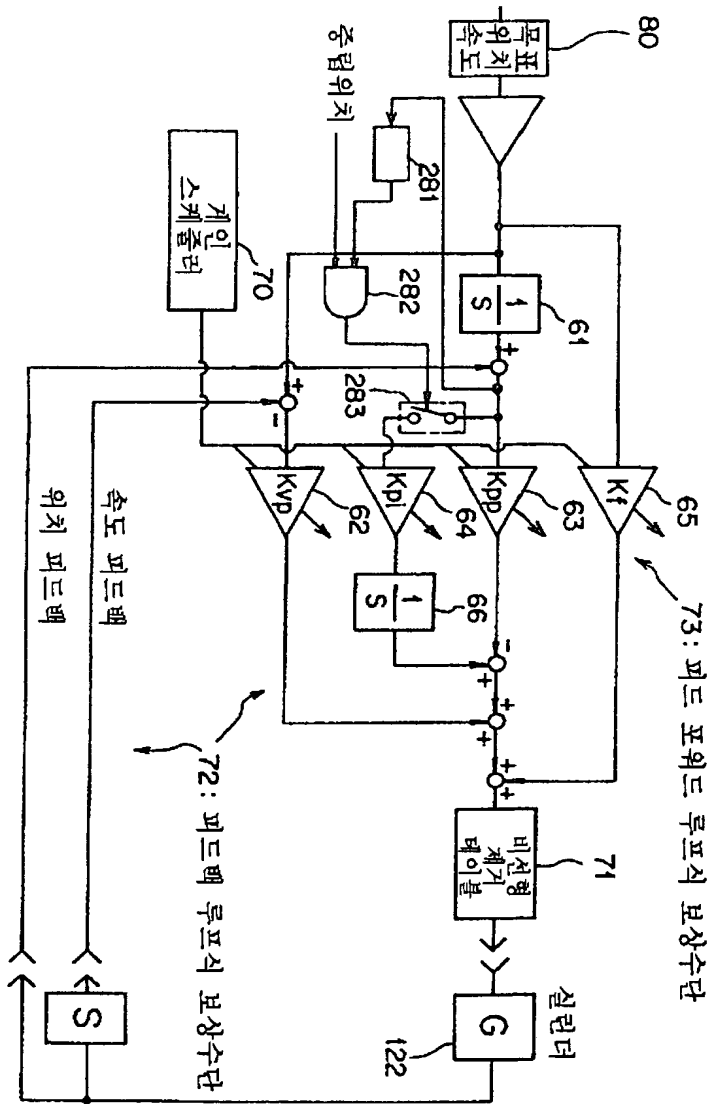 73: 피드 포워드 루프식 보상수단
80
목표
위치
속도
65
Kf
61
1
S
+
63
Kpp
-
+
+
+
+
+
71
비선형
제거
테이블
실린더
G
122
중립위치
281
282
283
64
Kpi
66
1
S
70
게인
스케쥴러
+
-
62
Kvp
72: 피드백 루프식 보상수단
속도 피드백
위치 피드백
S